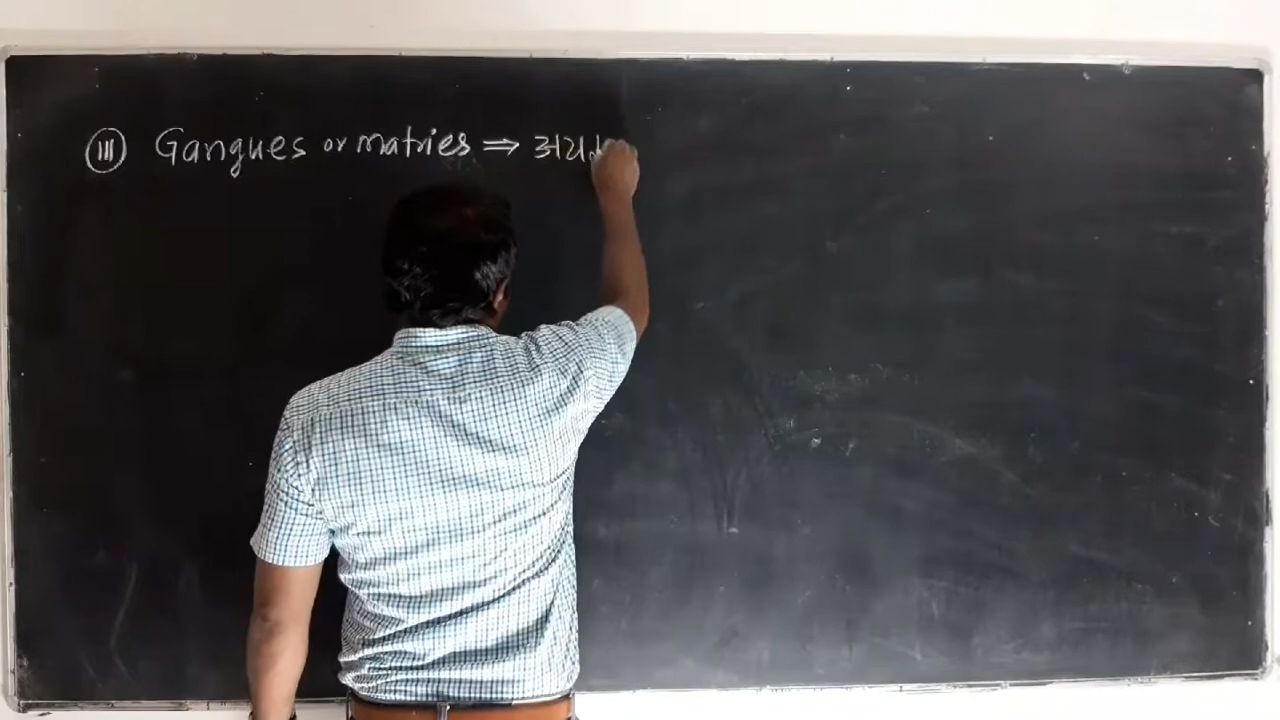 (III) Gangues or matries ⇒